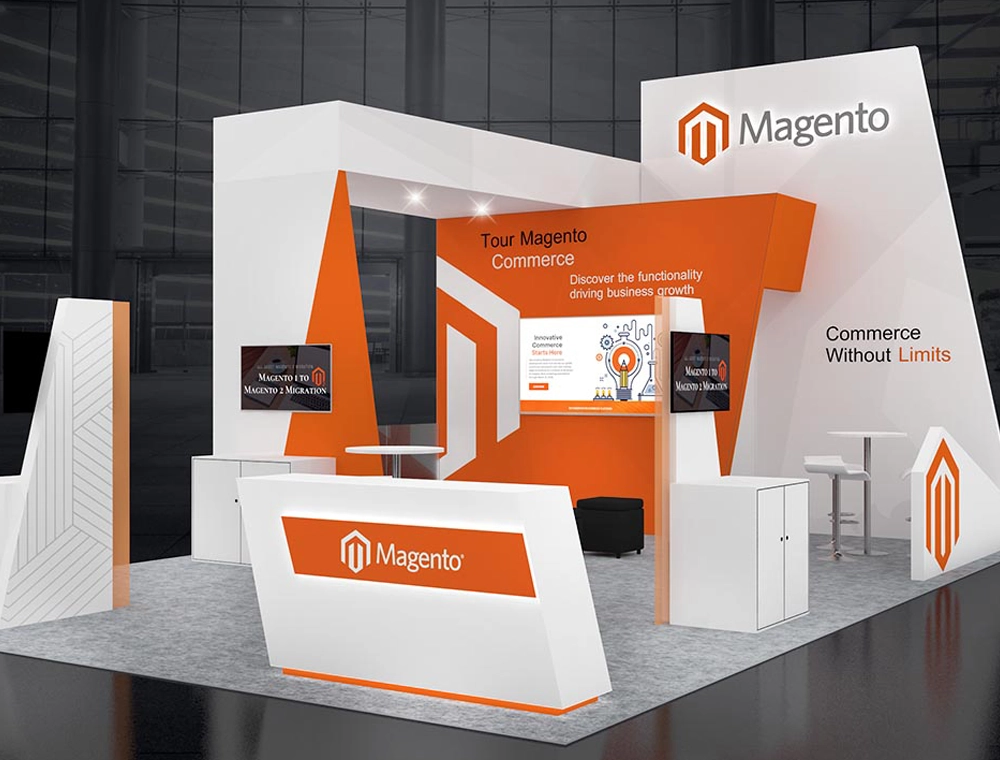 Magento
Tour Magento
Commerce
Discover the functionality
driving business growth
Innovative
Commerce
Starts Here
Commerce
Without Limits
MAGENTO 1 TO
MAGENTO 2 MIGRATION
MAGENTO 1 TO
MAGENTO 2 MIGRATION
Magento®